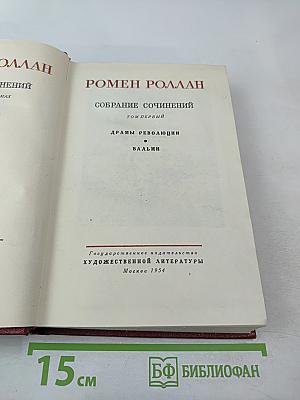 РОЛЛАН
НЕНИЙ
РОМЕН РОЛЛАН
СОБРАНИЕ СОЧИНЕНИЙ
ТОМ ПЕРВЫЙ
ДРАМЫ РЕВОЛЮЦИИ
•
ВАЛЬМИ
Государственное издательство
ХУДОЖЕСТВЕННОЙ ЛИТЕРАТУРЫ
Москва 1954
15 см
БФ БИБЛИОФАН